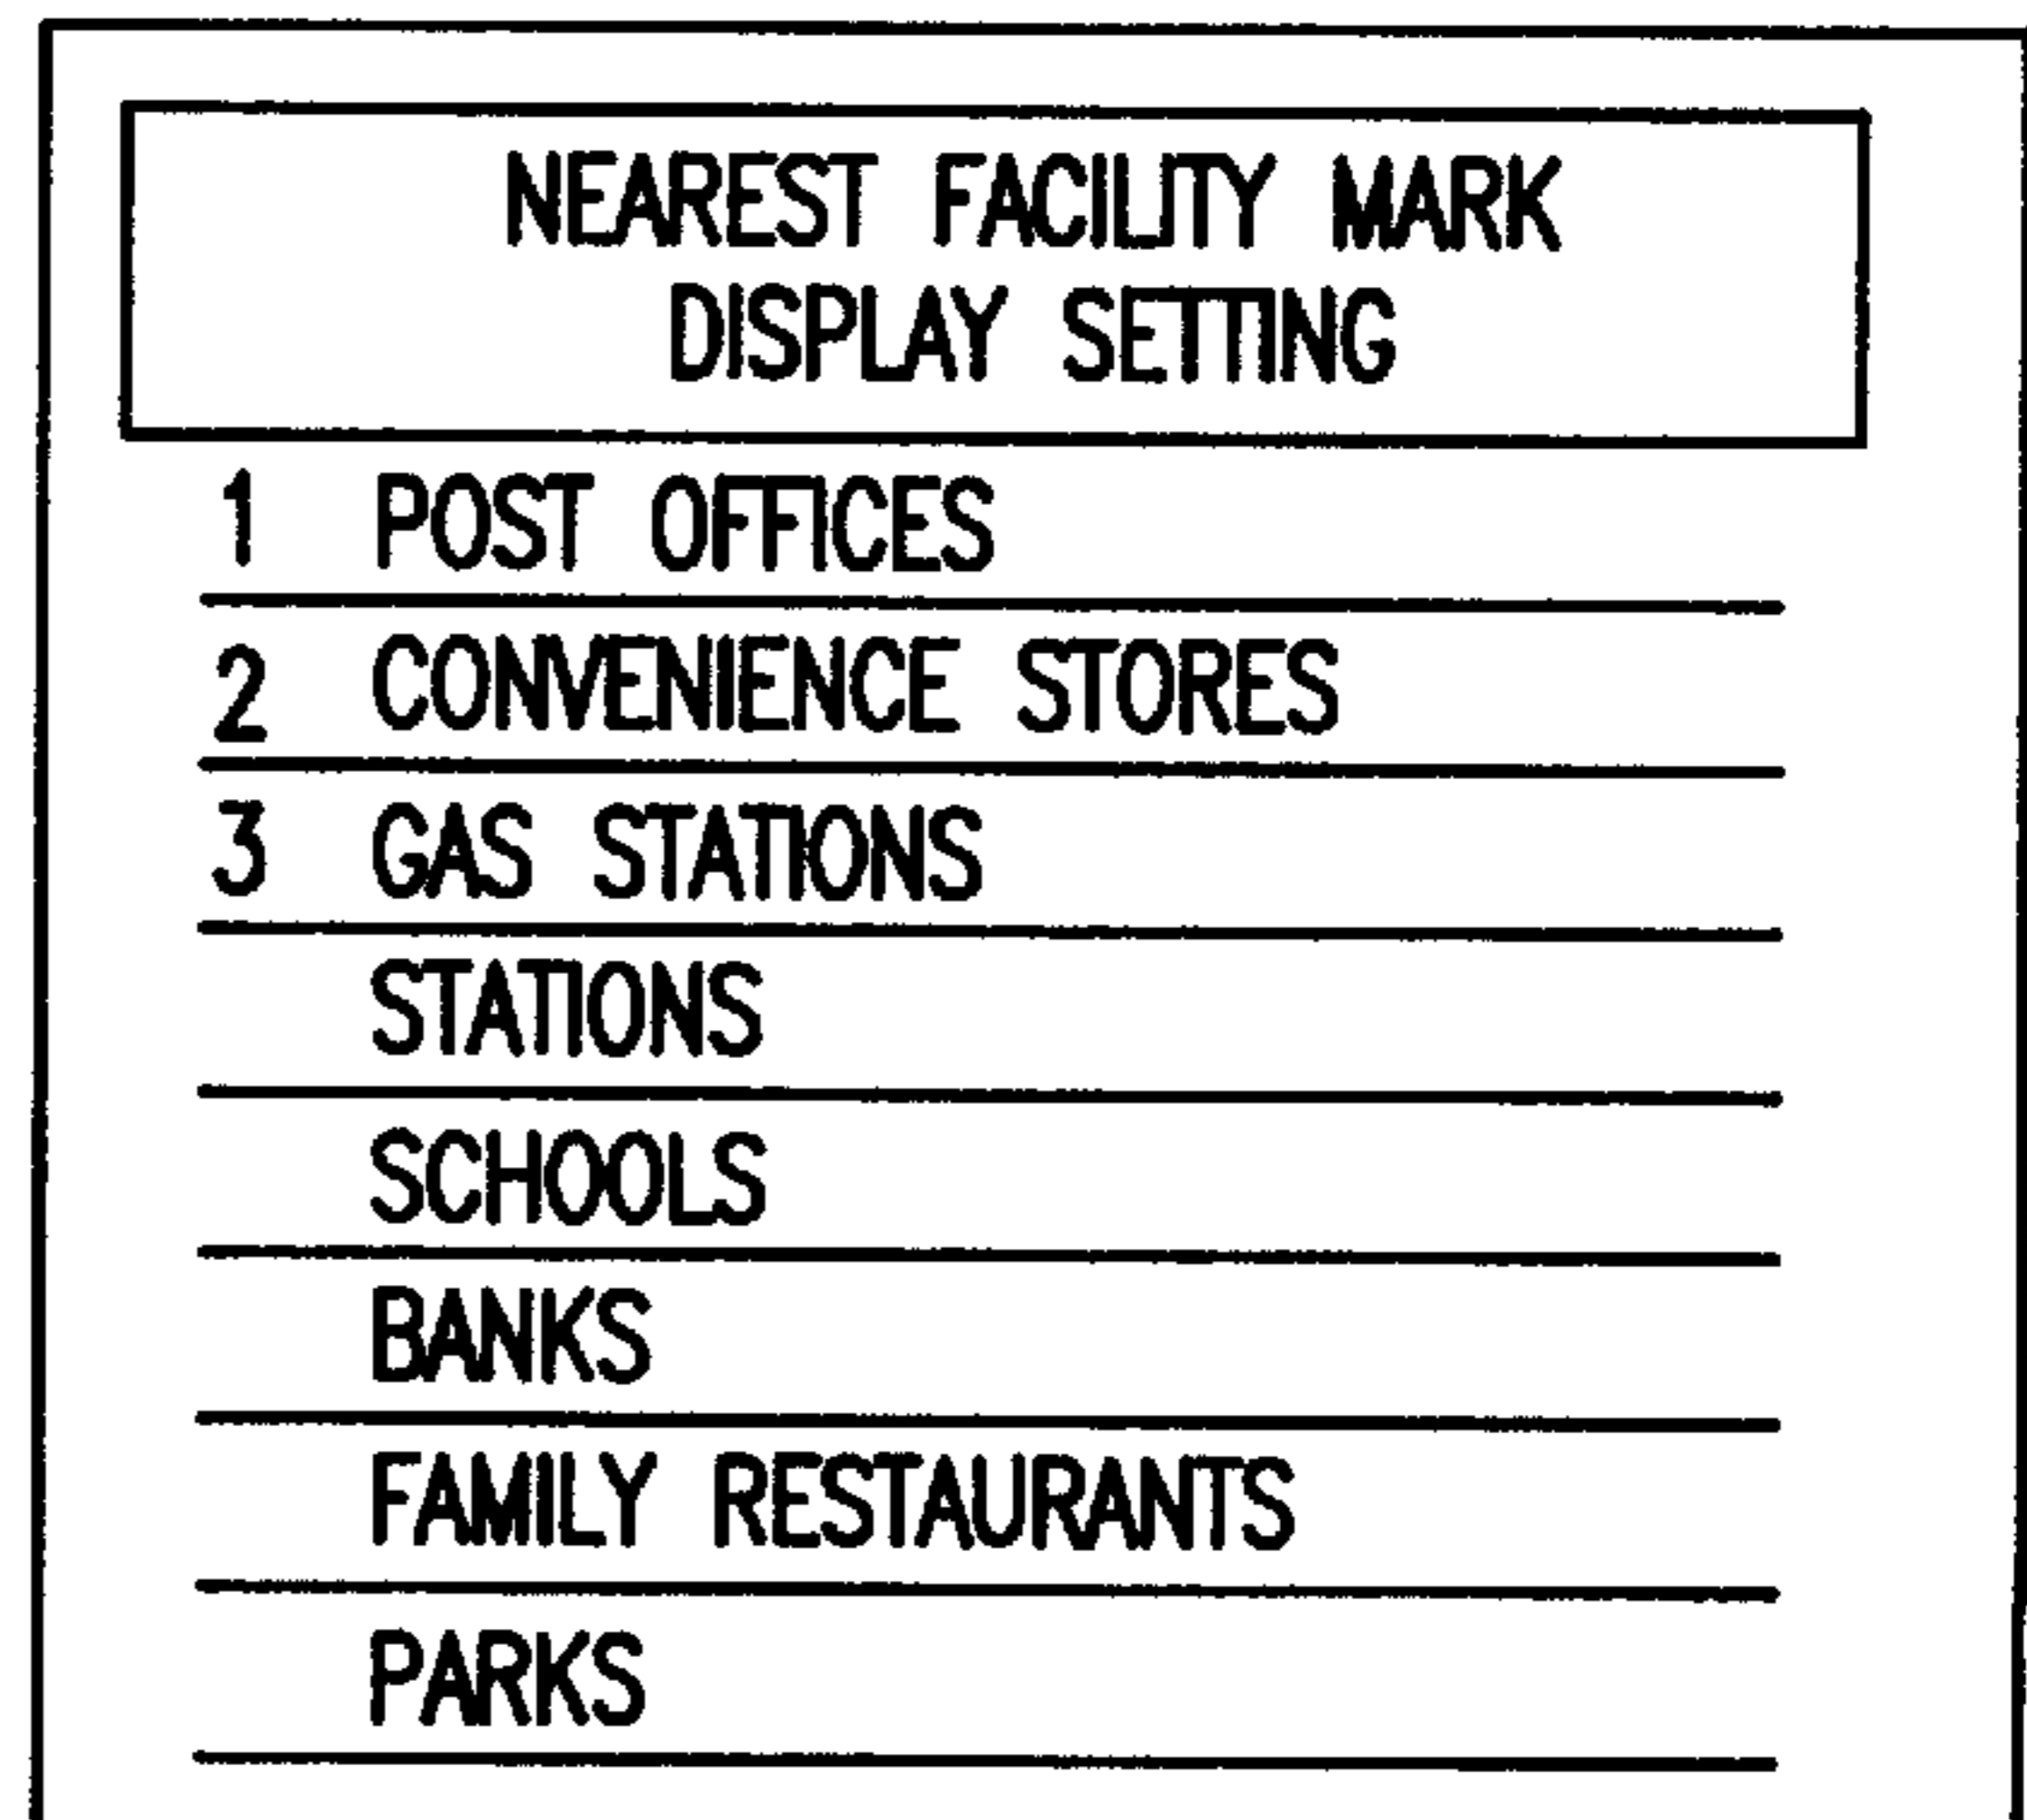 NEAREST FACILITY MARK
DISPLAY SETTING
1 POST OFFICES
2 CONVENIENCE STORES
3 GAS STATIONS
STATIONS
SCHOOLS
BANKS
FAMILY RESTAURANTS
PARKS